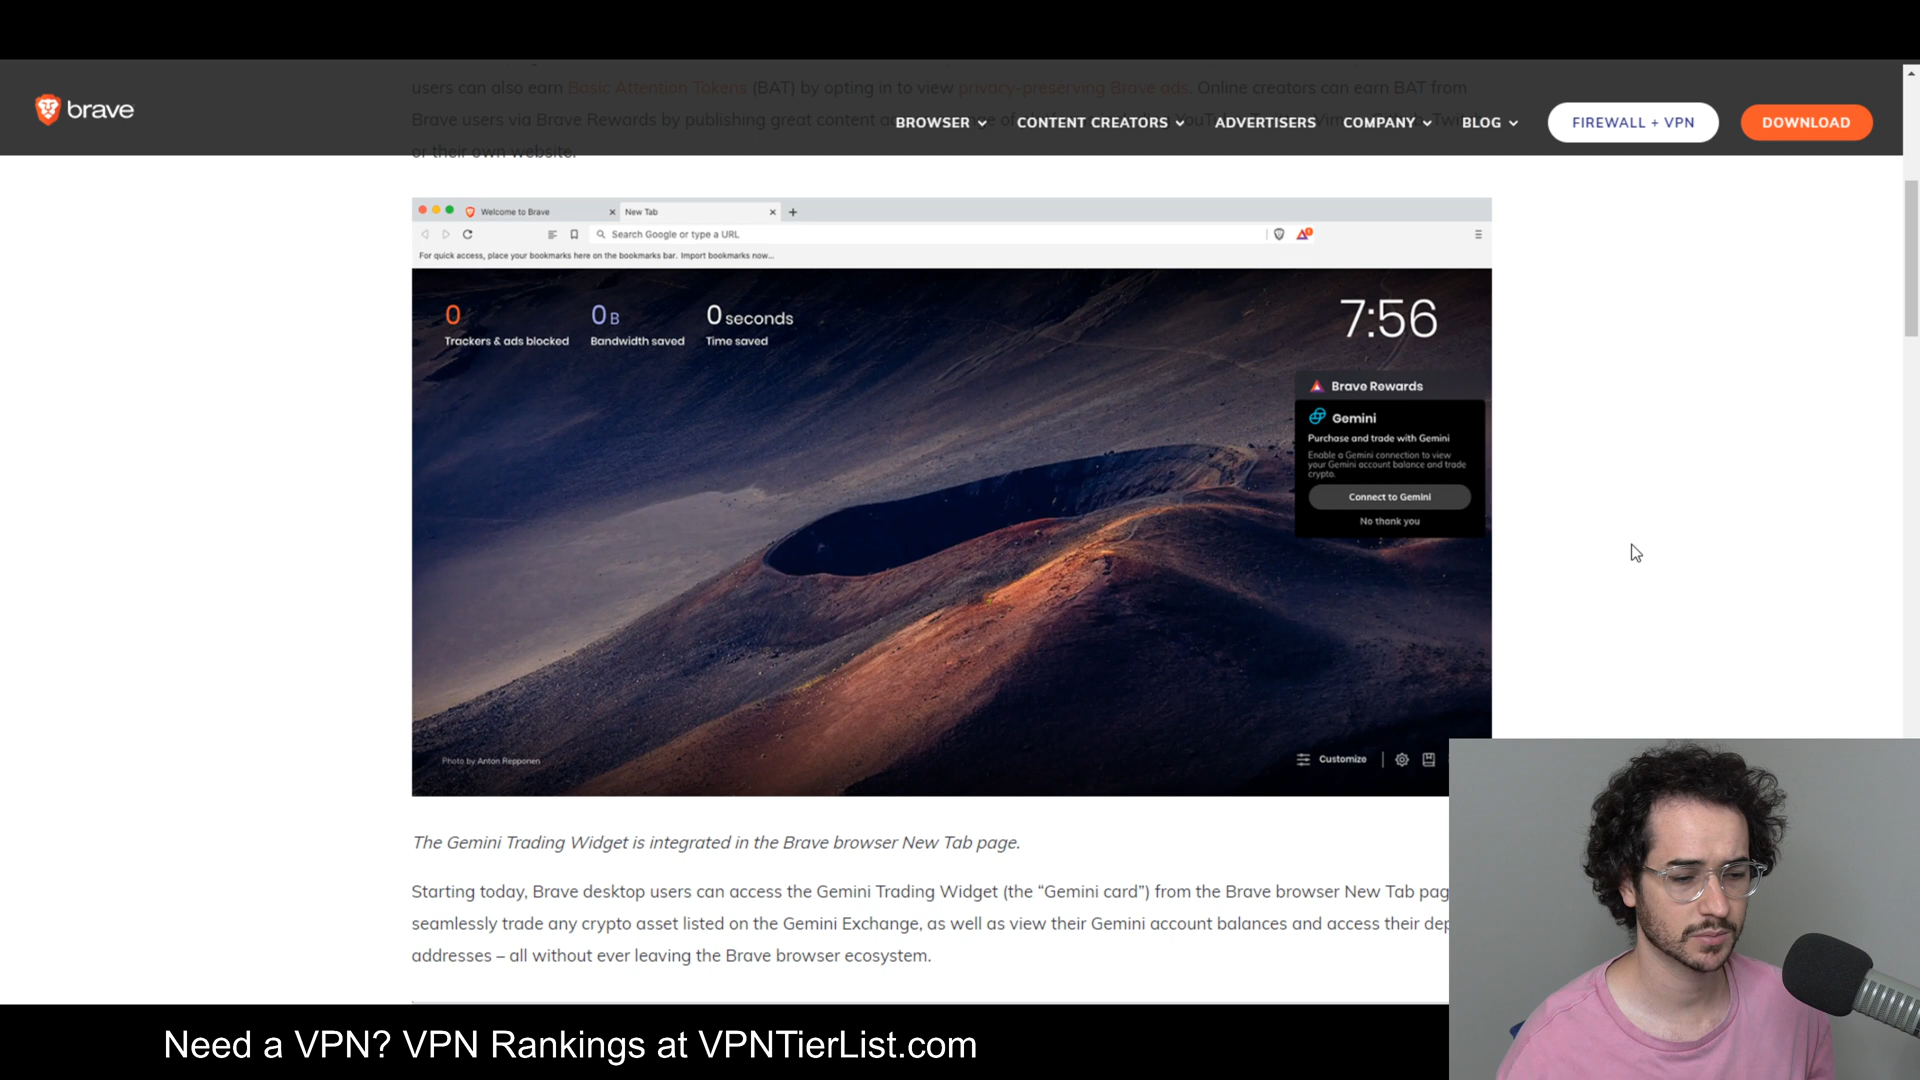 users can also earn Basic Attention Tokens (BAT) by opting in to view privacy-preserving Brave ads. Online creators can earn BAT from
brave
BROWSER
CONTENT CREATORS
ADVERTISERS
COMPANY
BLOG
FIREWALL + VPN
DOWNLOAD
Brave users via Brave Rewards by publishing great content
or their own website.
Welcome to Brave
New Tab
Search Google or type a URL
For quick access, place your bookmarks here on the bookmarks bar. Import bookmarks now...
0
Trackers & ads blocked
0 B
Bandwidth saved
0 seconds
Time saved
7:56
Brave Rewards
Gemini
Purchase and trade with Gemini
Enable a Gemini connection to view
your Gemini account balance and trade
crypto.
Connect to Gemini
No thank you
Photo by Anton Repponen
Customize
The Gemini Trading Widget is integrated in the Brave browser New Tab page.
Starting today, Brave desktop users can access the Gemini Trading Widget (the “Gemini card”) from the Brave browser New Tab pag
seamlessly trade any crypto asset listed on the Gemini Exchange, as well as view their Gemini account balances and access their dep
addresses – all without ever leaving the Brave browser ecosystem.
Need a VPN? VPN Rankings at VPNTierList.com